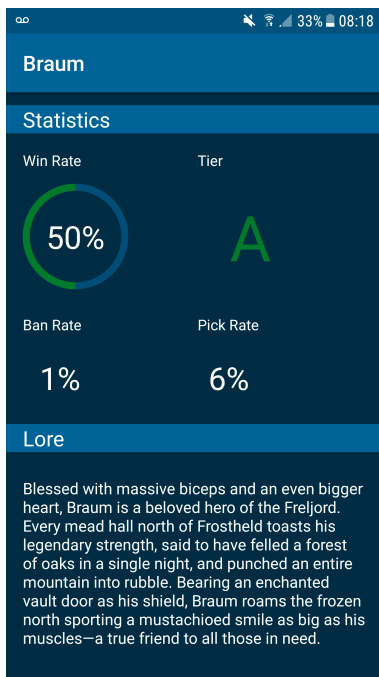 33% 08:18
Braum
Statistics
Win Rate Tier
50% A
Ban Rate Pick Rate
1% 6%
Lore
Blessed with massive biceps and an even bigger
heart, Braum is a beloved hero of the Freljord.
Every mead hall north of Frostheld toasts his
legendary strength, said to have felled a forest
of oaks in a single night, and punched an entire
mountain into rubble. Bearing an enchanted
vault door as his shield, Braum roams the frozen
north sporting a mustachioed smile as big as his
muscles—a true friend to all those in need.